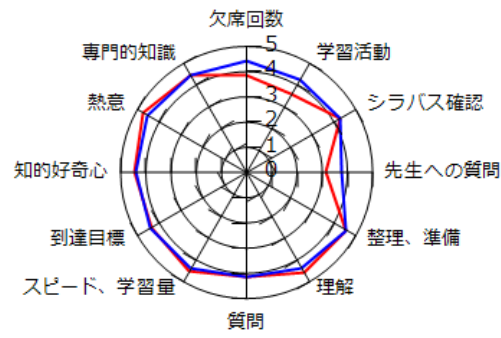 欠席回数
学習活動
シラバス確認
先生への質問
整理、準備
理解
質問
スピード、学習量
到達目標
知的好奇心
熱意
専門的知識
5
4
3
2
1
0